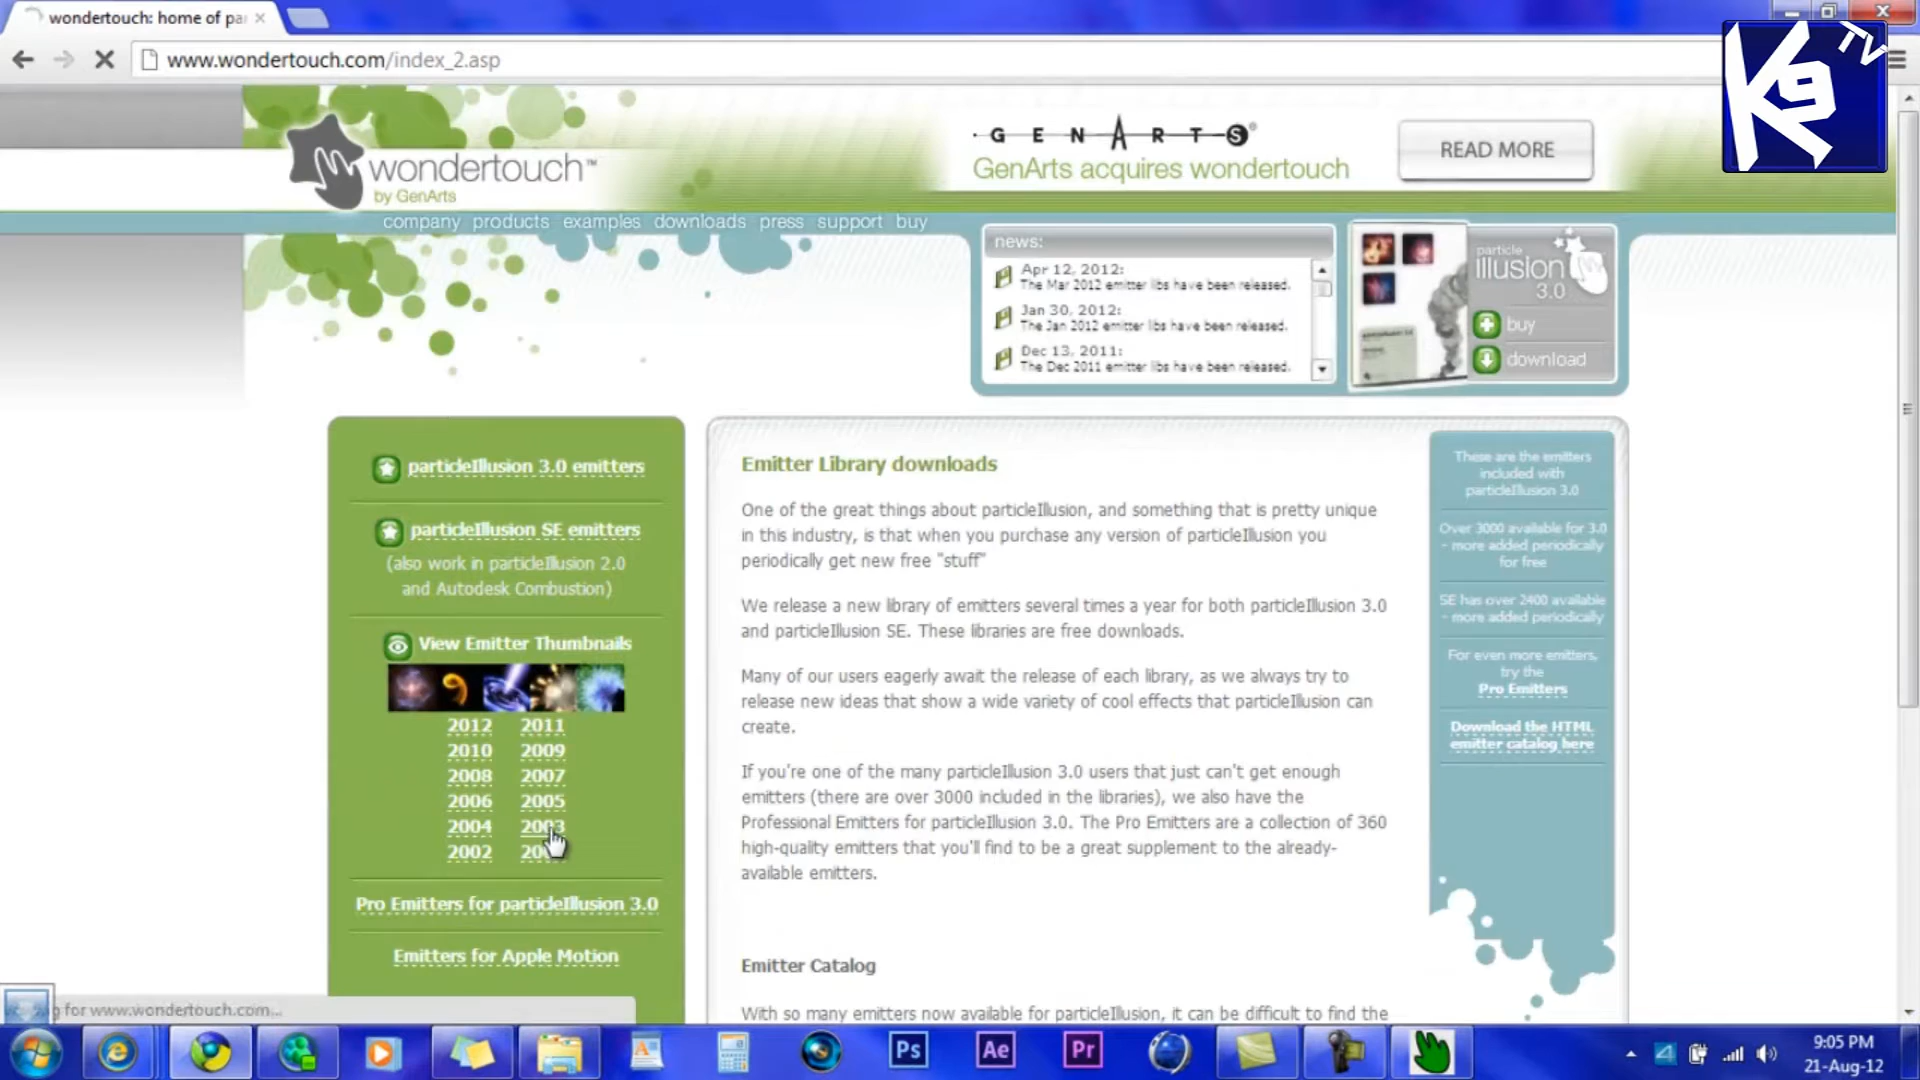 wondertouch: home of pa
www.wondertouch.com/index_2.asp
K9 TV
wondertouch™
by GenArts
GENARTS®
GenArts acquires wondertouch
READ MORE
company products examples downloads press support buy
news:
Apr 12, 2012:
The Mar 2012 emitter libs have been released.
Jan 30, 2012:
The Jan 2012 emitter libs have been released.
Dec 13, 2011:
The Dec 2011 emitter libs have been released.
particle
illusion
3.0
buy
download
particleIllusion 3.0 emitters
particleIllusion SE emitters
(also work in particleIllusion 2.0
and Autodesk Combustion)
View Emitter Thumbnails
2012 2011
2010 2009
2008 2007
2006 2005
2004 2003
2002
Pro Emitters for particleIllusion 3.0
Emitters for Apple Motion
Emitter Library downloads
One of the great things about particleIllusion, and something that is pretty unique
in this industry, is that when you purchase any version of particleIllusion you
periodically get new free "stuff"
We release a new library of emitters several times a year for both particleIllusion 3.0
and particleIllusion SE. These libraries are free downloads.
Many of our users eagerly await the release of each library, as we always try to
release new ideas that show a wide variety of cool effects that particleIllusion can
create.
If you're one of the many particleIllusion 3.0 users that just can't get enough
emitters (there are over 3000 included in the libraries), we also have the
Professional Emitters for particleIllusion 3.0. The Pro Emitters are a collection of 360
high-quality emitters that you'll find to be a great supplement to the already-
available emitters.
Emitter Catalog
With so many emitters now available for particleIllusion, it can be difficult to find the
These are the emitters
included with
particleIllusion 3.0
Over 3000 available for 3.0
- more added periodically
for free
SE has over 2400 available
- more added periodically
For even more emitters,
try the
Pro Emitters
Download the HTML
emitter catalog here
for www.wondertouch.com...
Ps
Ae
Pr
9:05 PM
21-Aug-12